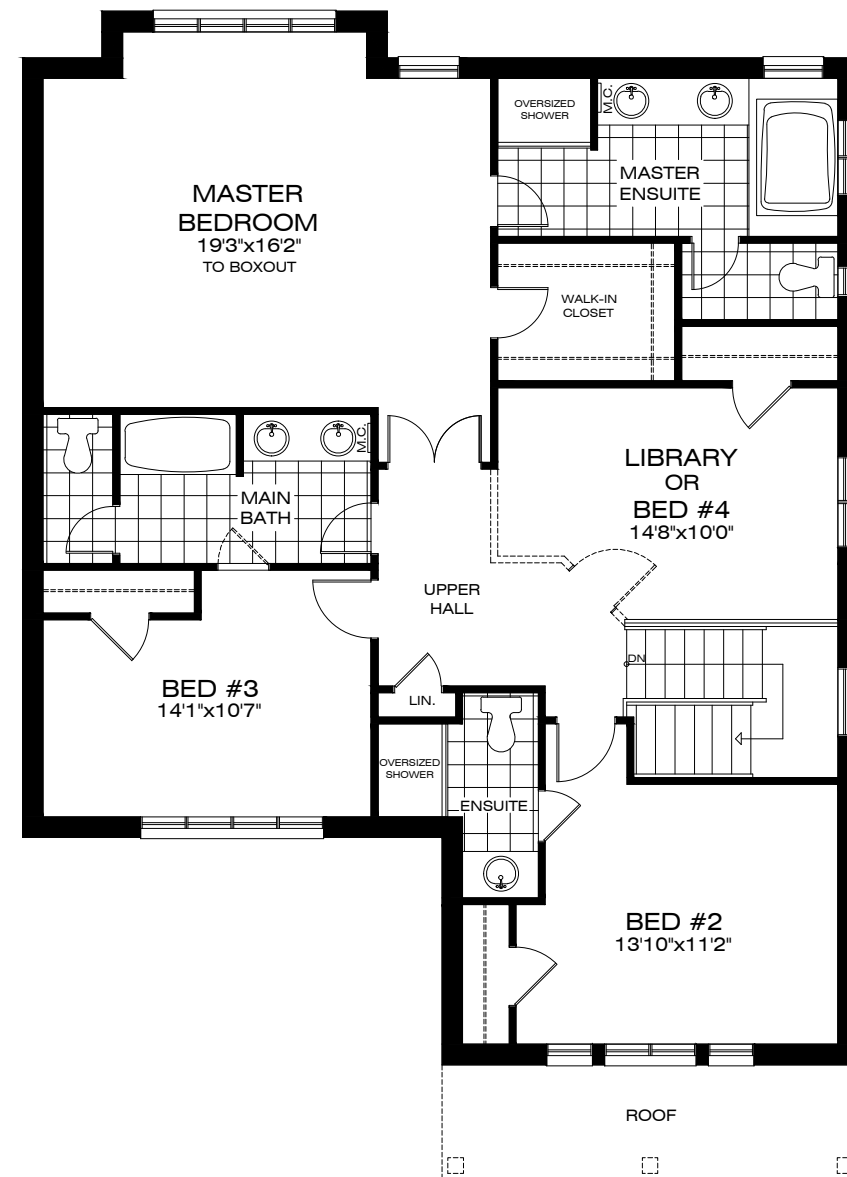 OVERSIZED
SHOWER
M.C.
MASTER
BEDROOM
19'3"x16'2"
TO BOXOUT
MASTER
ENSUITE
WALK-IN
CLOSET
M.C.
MAIN
BATH
LIBRARY
OR
BED #4
14'8"x10'0"
UPPER
HALL
DN
BED #3
14'1"x10'7"
LIN.
OVERSIZED
SHOWER
ENSUITE
BED #2
13'10"x11'2"
ROOF